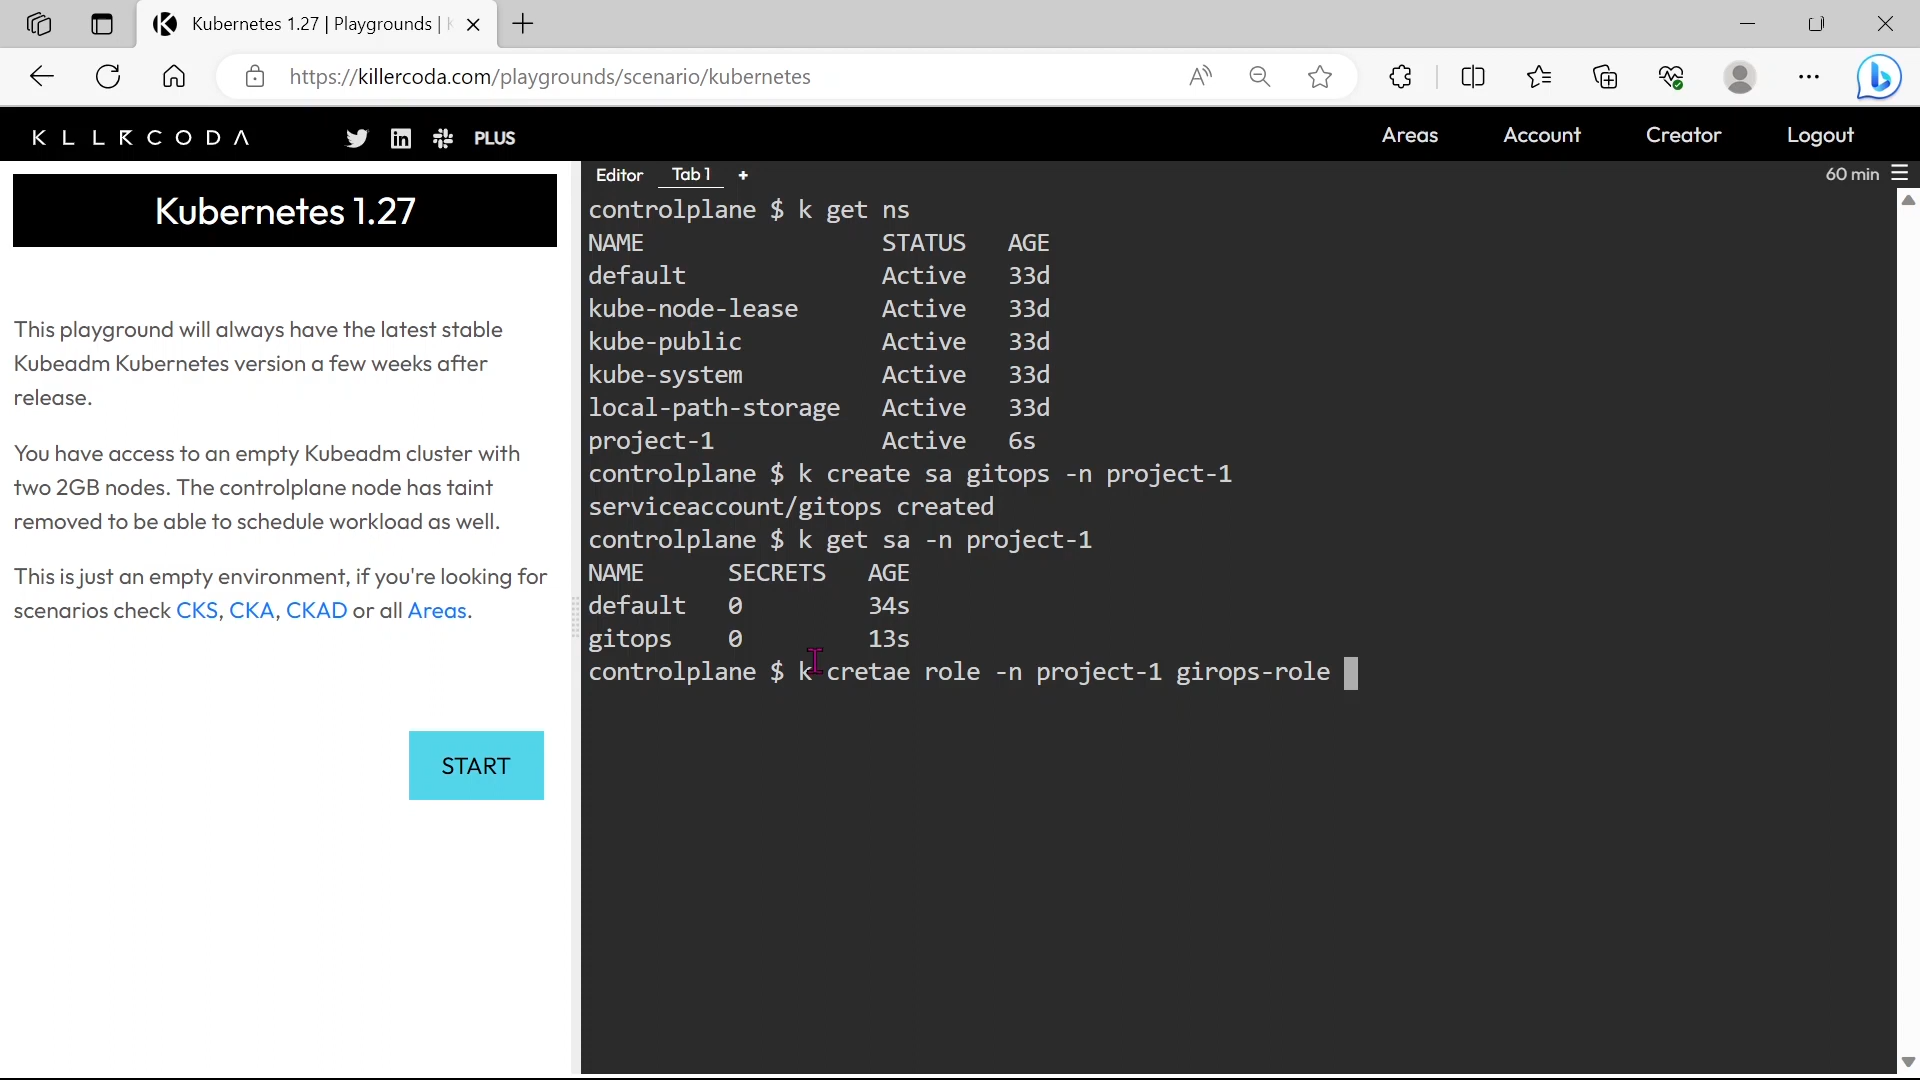 Kubernetes 1.27 | Playgrounds |
https://killercoda.com/playgrounds/scenario/kubernetes
KLLRCODA PLUS Areas Account Creator Logout
Kubernetes 1.27
This playground will always have the latest stable
Kubeadm Kubernetes version a few weeks after
release.
You have access to an empty Kubeadm cluster with
two 2GB nodes. The controlplane node has taint
removed to be able to schedule workload as well.
This is just an empty environment, if you're looking for
scenarios check CKS, CKA, CKAD or all Areas.
START
Editor Tab 1 + 60 min
controlplane $ k get ns
NAME STATUS AGE
default Active 33d
kube-node-lease Active 33d
kube-public Active 33d
kube-system Active 33d
local-path-storage Active 33d
project-1 Active 6s
controlplane $ k create sa gitops -n project-1
serviceaccount/gitops created
controlplane $ k get sa -n project-1
NAME SECRETS AGE
default 0 34s
gitops 0 13s
controlplane $ k cretae role -n project-1 girops-role